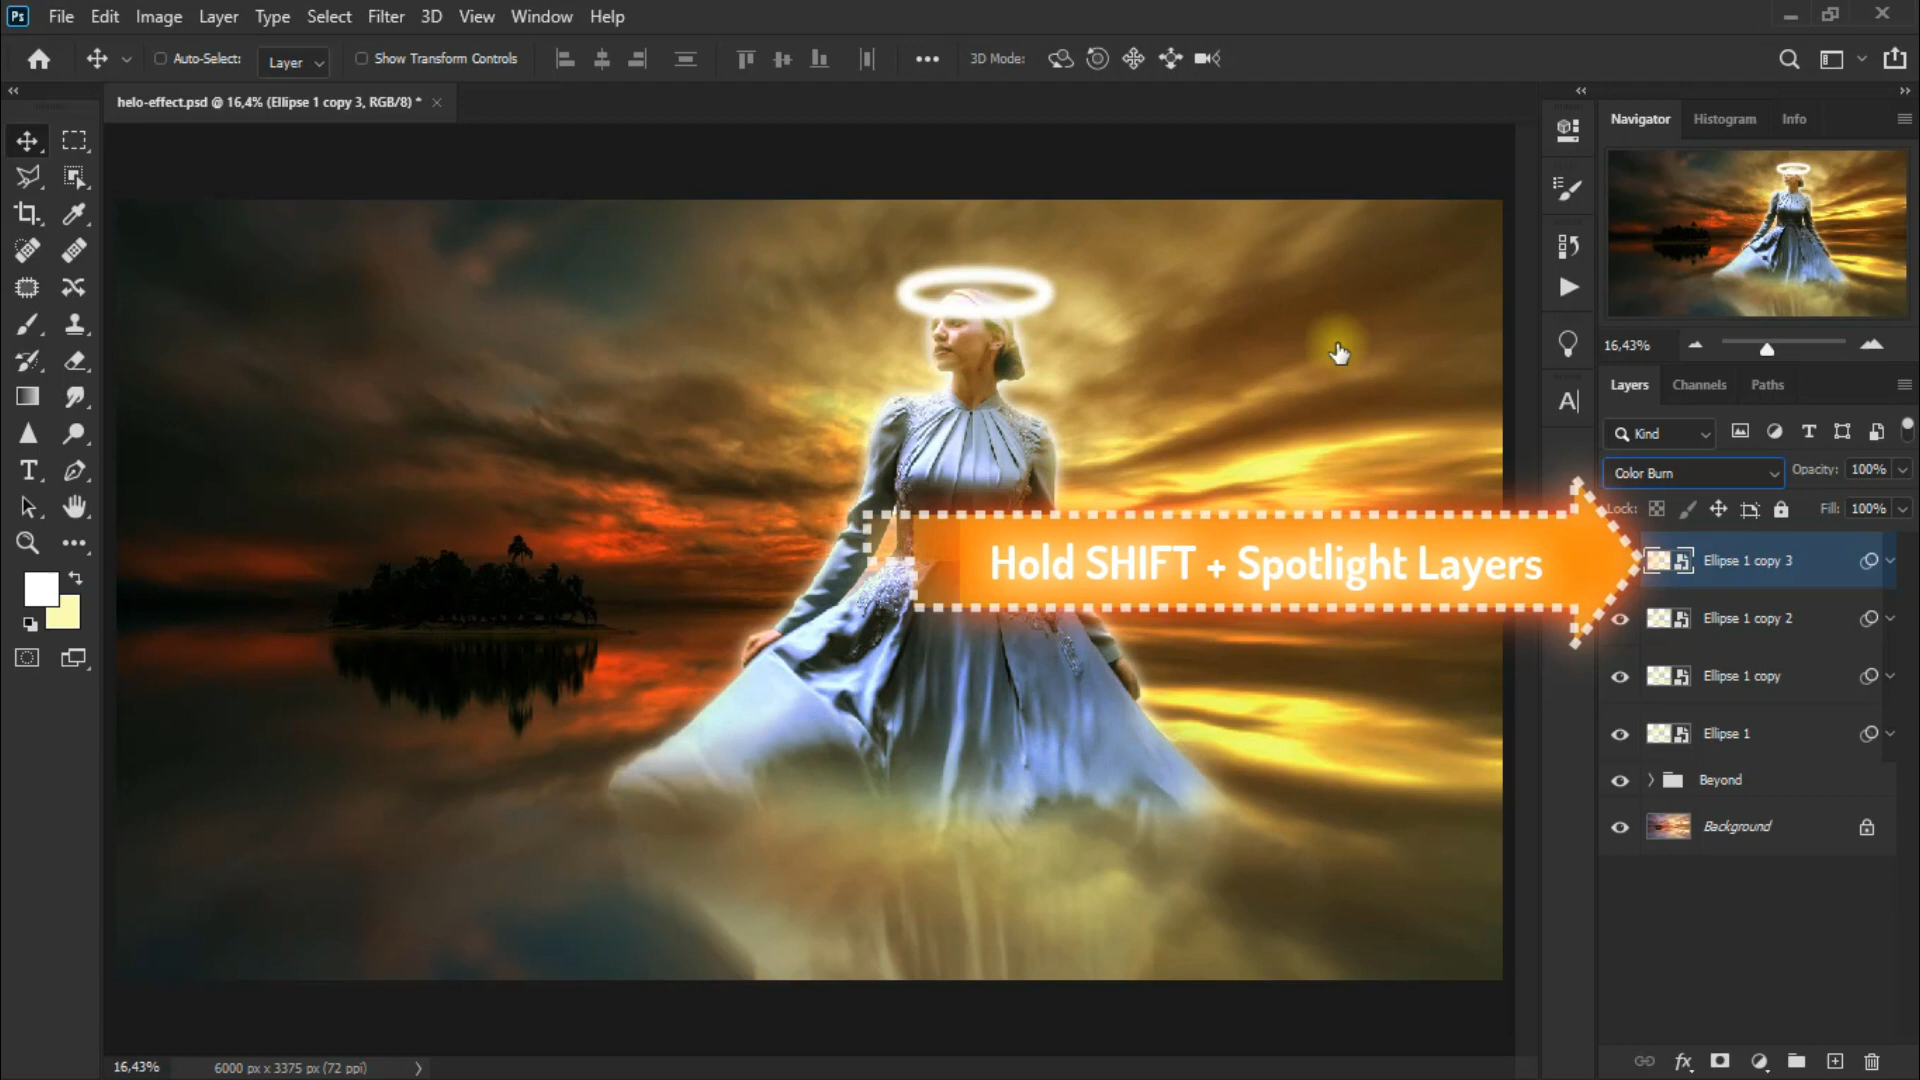 Ps File Edit Image Layer Type Select Filter 3D View Window Help
Auto-Select: Layer Show Transform Controls 3D Mode:
helo-effect.psd @ 16,4% (Ellipse 1 copy 3, RGB/8) *
Navigator Histogram Info
16,43%
Layers Channels Paths
Kind
Color Burn Opacity: 100%
Lock: Fill: 100%
Hold SHIFT + Spotlight Layers
Ellipse 1 copy 3
Ellipse 1 copy 2
Ellipse 1 copy
Ellipse 1
Beyond
Background
16,43% 6000 px x 3375 px (72 ppi)